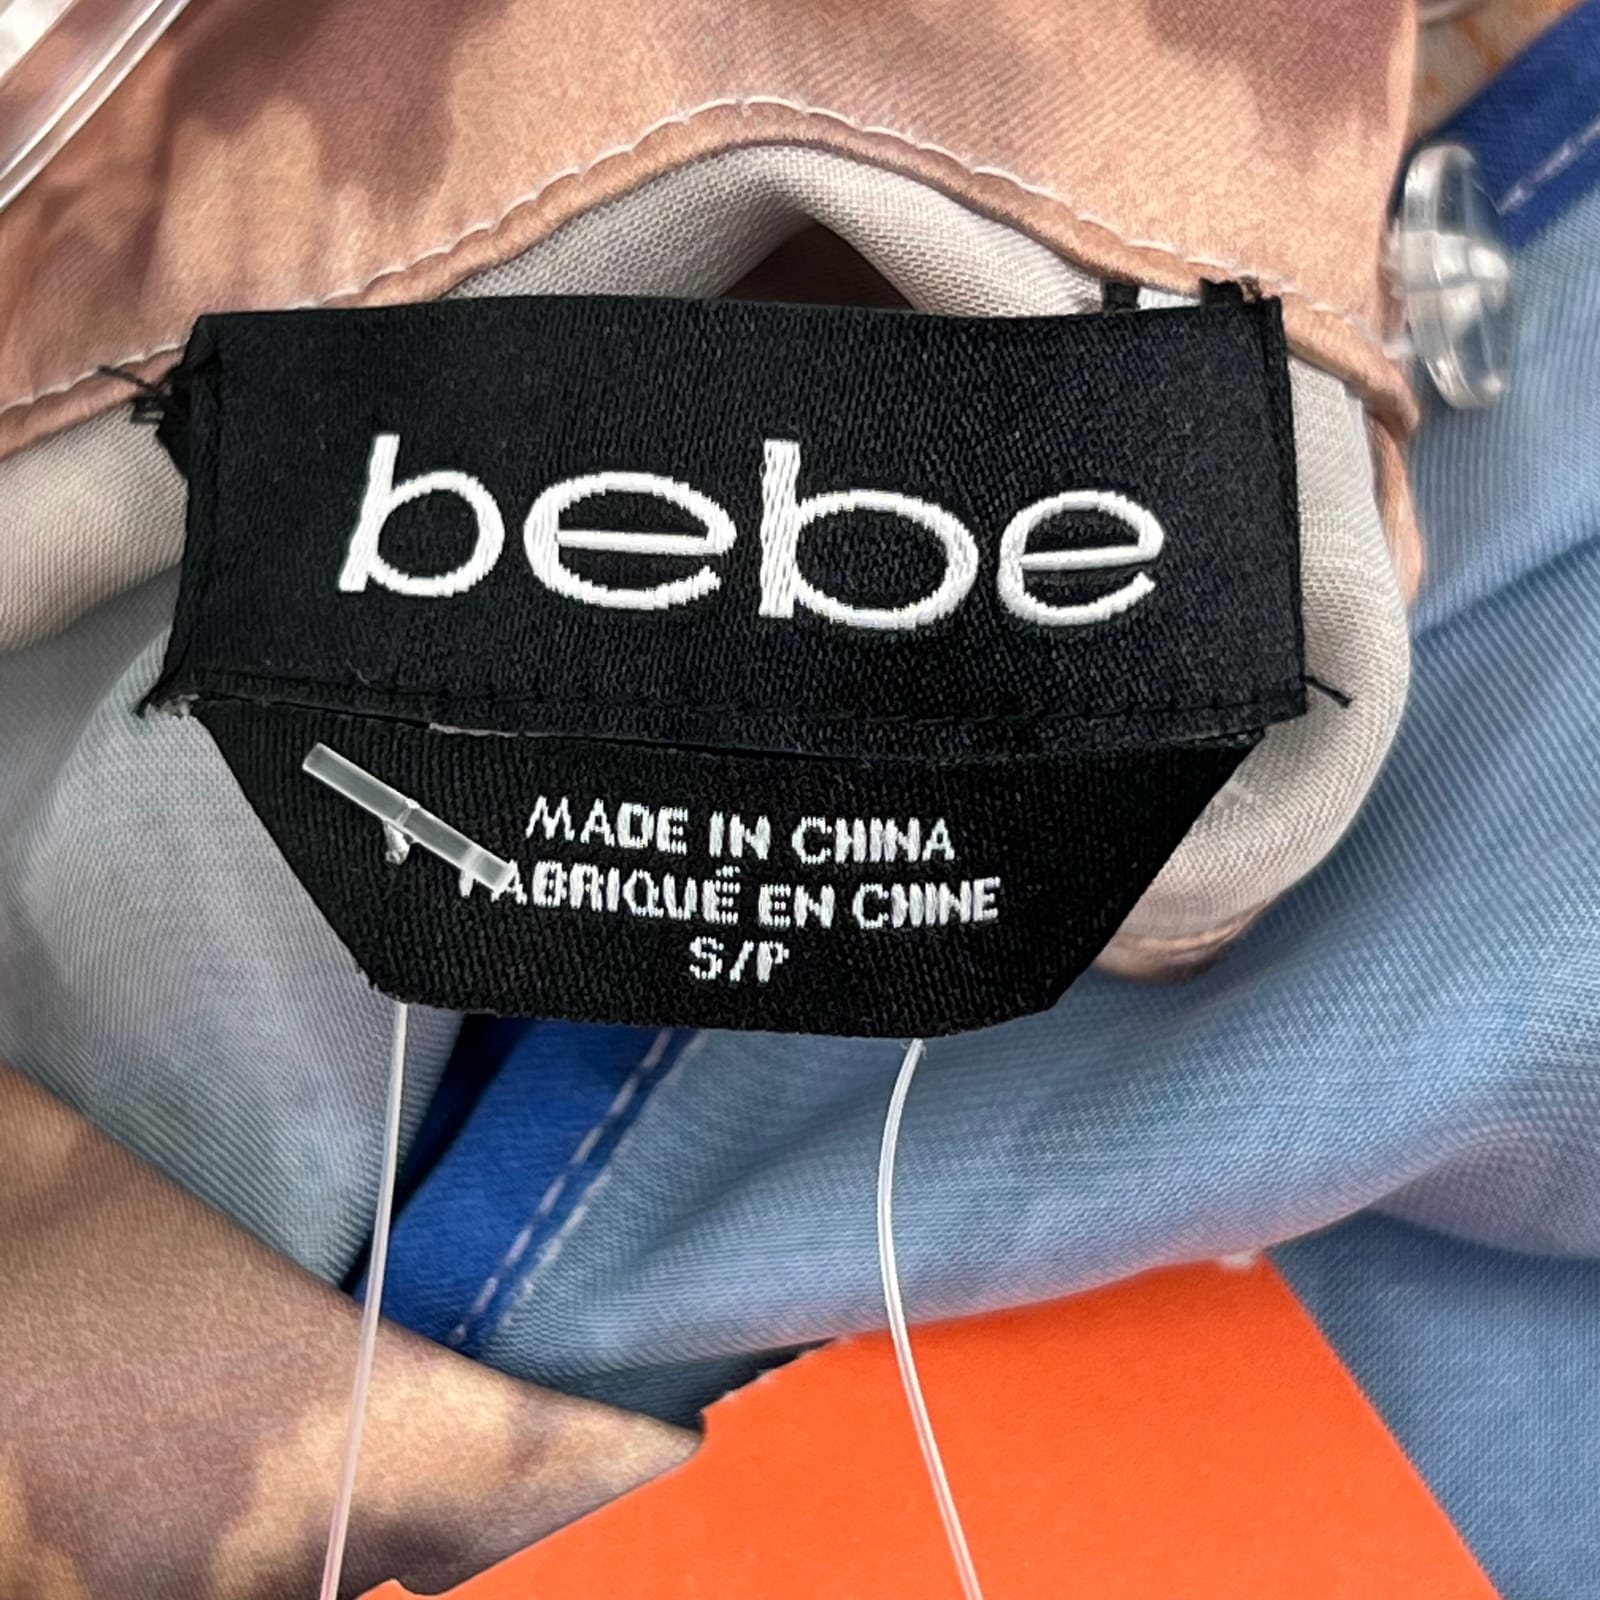 bebe
MADE IN CHINA
FABRIQUÉ EN CHINE
S/P